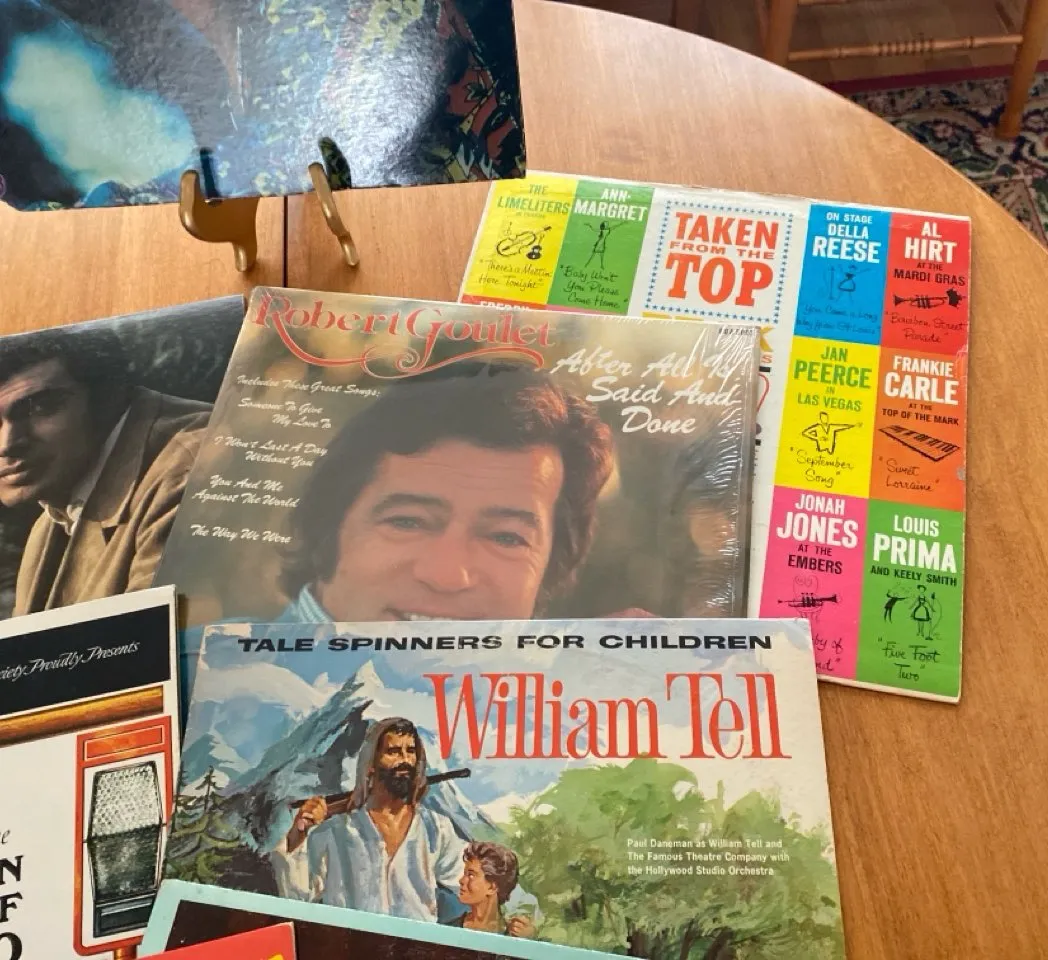 THE
LIMELITERS
"There's a Meetin'
Here Tonight"
ANN-
MARGRET
"Baby Won't
You Please
Come Home"
TAKEN
FROM THE
TOP
ON STAGE
DELLA
REESE
AL
HIRT
AT THE
MARDI GRAS
"Bourbon Street
Parade"
JAN
PEERCE
IN
LAS VEGAS
"September
Song"
FRANKIE
CARLE
AT THE
TOP OF THE MARK
"Sweet
Lorraine"
JONAH
JONES
AT THE
EMBERS
LOUIS
PRIMA
AND KEELY SMITH
"Five Foot
Two"
Robert Goulet
After All Is
Said And
Done
Includes These Great Songs:
Someone To Give
My Love To
I Won't Last A Day
Without You
You And Me
Against The World
The Way We Were
TALE SPINNERS FOR CHILDREN
William Tell
Paul Daneman as William Tell and
The Famous Theatre Company with
the Hollywood Studio Orchestra
Proudly Presents
N
F
O